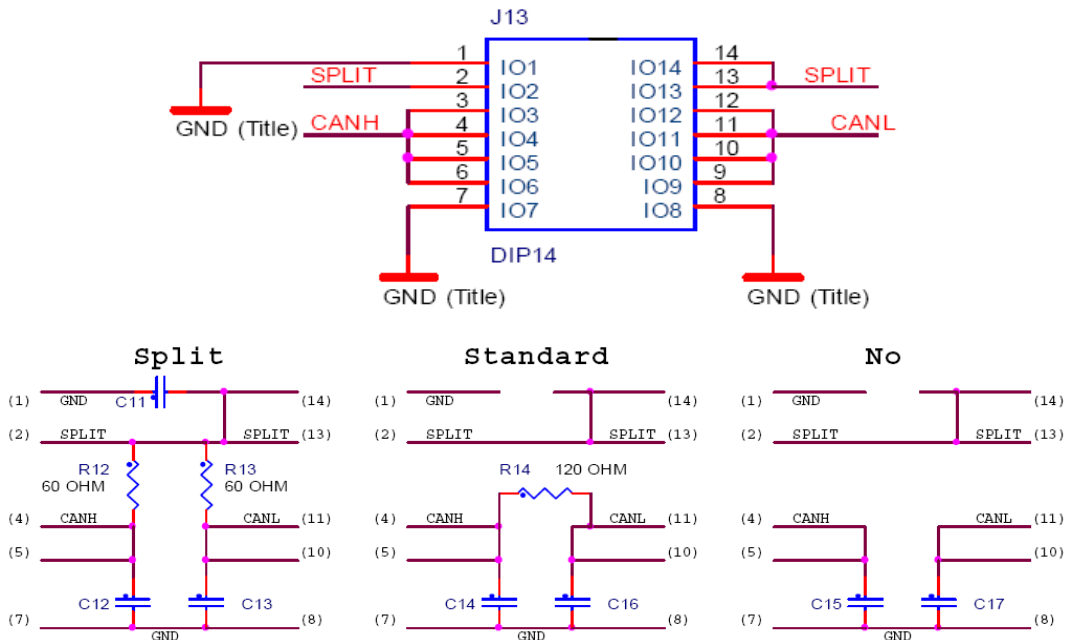 J13
1 IO1 IO14 14
SPLIT 2 IO2 IO13 13 SPLIT
3 IO3 IO12 12
GND (Title) CANH 4 IO4 IO11 11 CANL
5 IO5 IO10 10
6 IO6 IO9 9
7 IO7 IO8 8
DIP14
GND (Title) GND (Title)
Split
(1) GND C11 (14)
(2) SPLIT SPLIT (13)
R12 R13
60 OHM 60 OHM
(4) CANH CANL (11)
(5) (10)
C12 C13
(7) GND (8)
Standard
(1) GND (14)
(2) SPLIT SPLIT (13)
R14 120 OHM
(4) CANH CANL (11)
(5) (10)
C14 C16
(7) GND (8)
No
(1) GND (14)
(2) SPLIT SPLIT (13)
(4) CANH CANL (11)
(5) (10)
C15 C17
(7) GND (8)